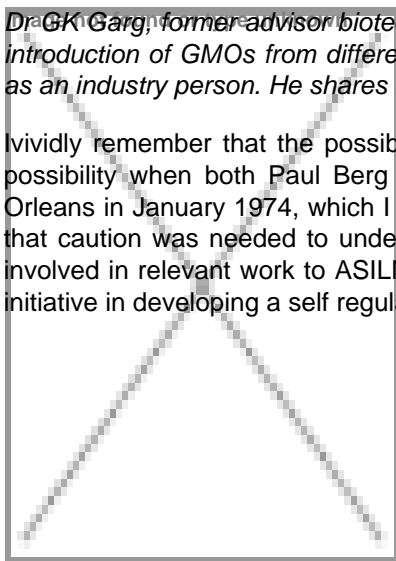 Dr GK Garg, former advisor biote
introduction of GMOs from differe
as an industry person. He shares
Ivividly remember that the possib
possibility when both Paul Berg
Orleans in January 1974, which I
that caution was needed to unde
involved in relevant work to ASIL
initiative in developing a self regul